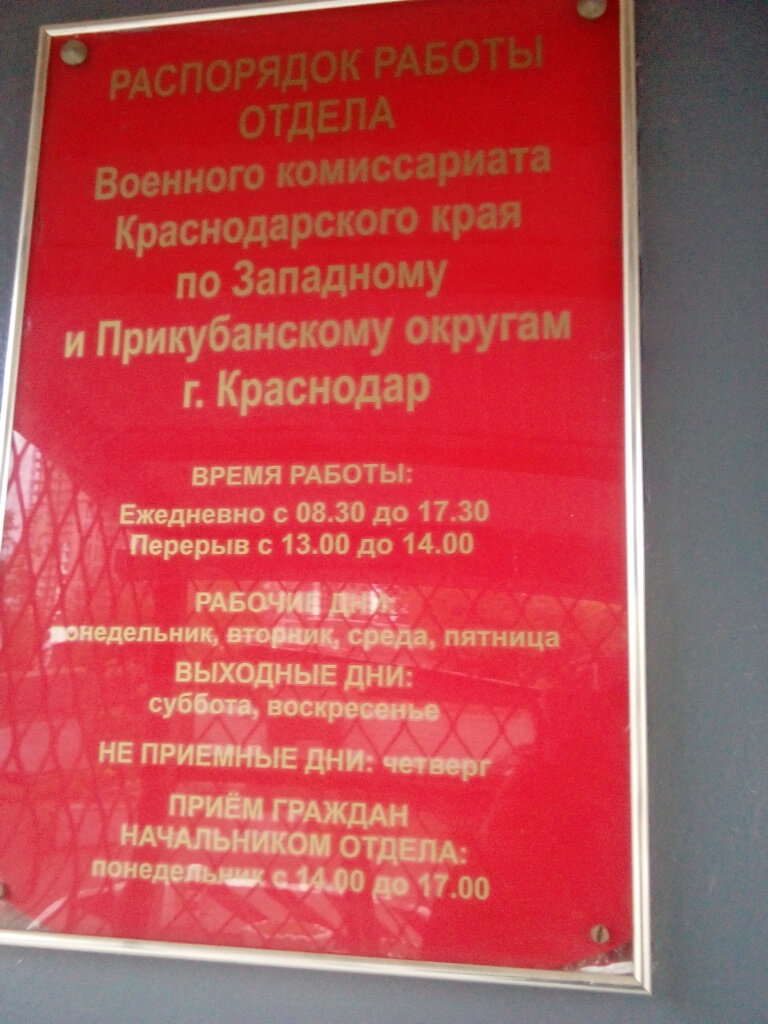 РАСПОРЯДОК РАБОТЫ
ОТДЕЛА
Военного комиссариата
Краснодарского края
по Западному
и Прикубанскому округам
г. Краснодар
ВРЕМЯ РАБОТЫ:
Ежедневно с 08.30 до 17.30
Перерыв с 13.00 до 14.00
РАБОЧИЕ ДНИ:
понедельник, вторник, среда, пятница
ВЫХОДНЫЕ ДНИ:
суббота, воскресенье
НЕ ПРИЕМНЫЕ ДНИ: четверг
ПРИЁМ ГРАЖДАН
НАЧАЛЬНИКОМ ОТДЕЛА:
понедельник с 14.00 до 17.00